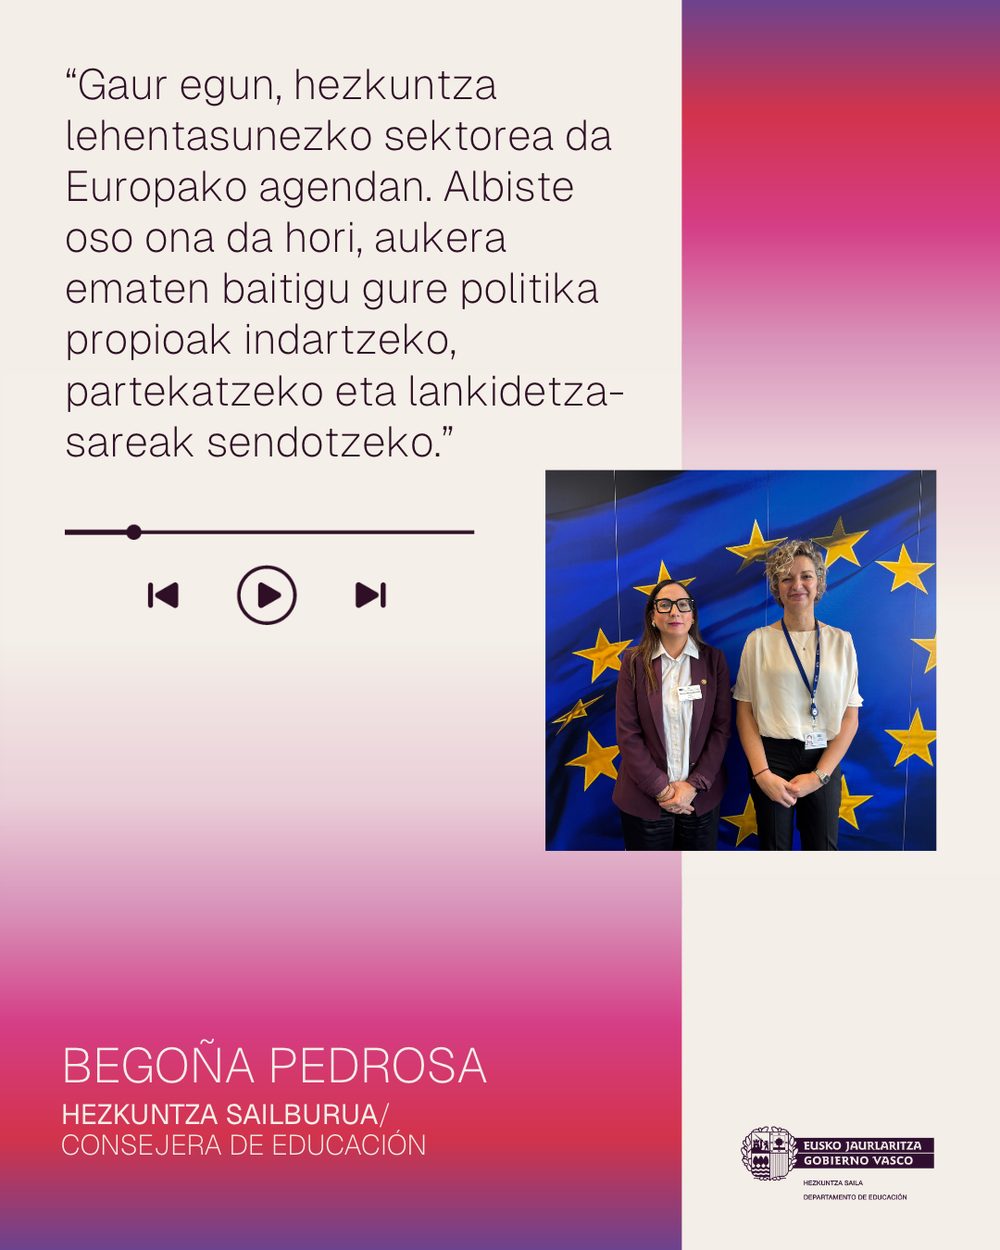 “Gaur egun, hezkuntza
lehentasunezko sektorea da
Europako agendan. Albiste
oso ona da hori, aukera
ematen baitigu gure politika
propioak indartzeko,
partekatzeko eta lankidetza-
sareak sendotzeko.”
BEGOÑA PEDROSA
HEZKUNTZA SAILBURUA/
CONSEJERA DE EDUCACIÓN
EUSKO JAURLARITZA
GOBIERNO VASCO
HEZKUNTZA SAILA
DEPARTAMENTO DE EDUCACIÓN